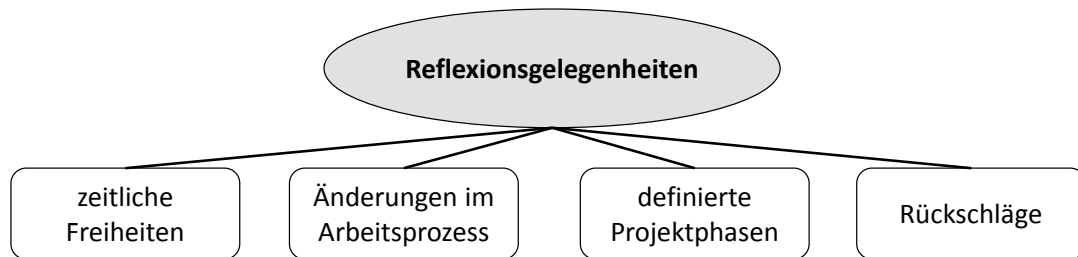 Reflexionsgelegenheiten
zeitliche
Freiheiten
Änderungen im
Arbeitsprozess
definierte
Projektphasen
Rückschläge